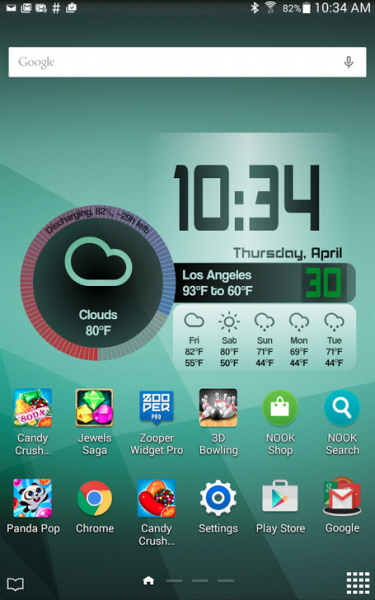 # 82% 10:34 AM
Google
10:34
Thursday, April
Discharging, 82%, ~29h left
Los Angeles
93°F to 60°F
30
Clouds
80°F
Fri Sat Sun Mon Tue
82°F 80°F 71°F 69°F 71°F
55°F 50°F 44°F 44°F 44°F
SODA
ZOO
PER
PRO
Candy
Crush...
Jewels
Saga
Zooper
Widget Pro
3D
Bowling
NOOK
Shop
NOOK
Search
Panda Pop
Chrome
Candy
Crush...
Settings
Play Store
Google